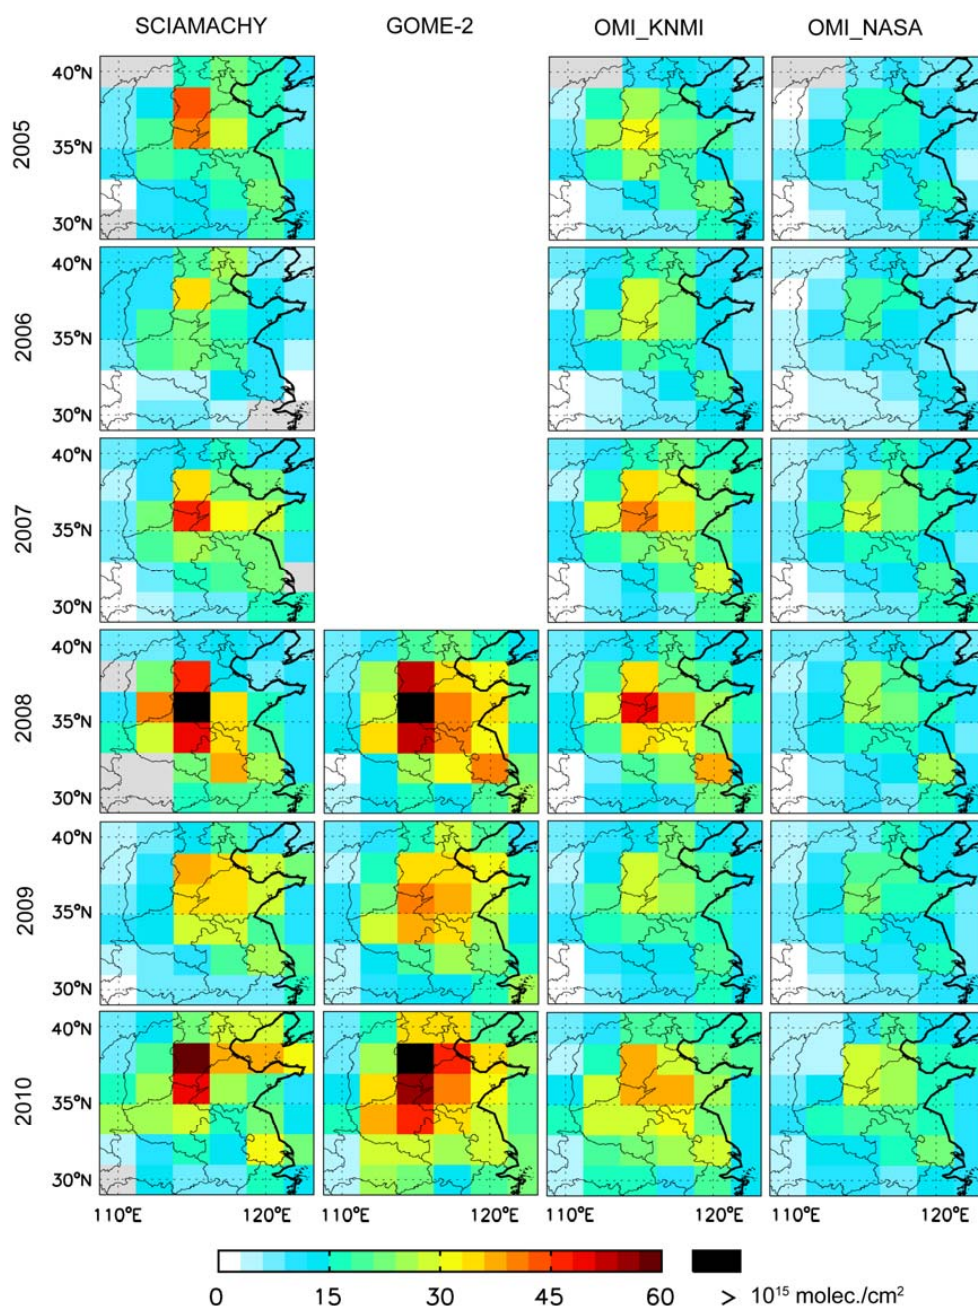 SCIAMACHY GOME-2 OMI_KNMI OMI_NASA
2005
40°N
35°N
30°N
2006
40°N
35°N
30°N
2007
40°N
35°N
30°N
2008
40°N
35°N
30°N
2009
40°N
35°N
30°N
2010
40°N
35°N
30°N
110°E 120°E 110°E 120°E 110°E 120°E 110°E 120°E
0 15 30 45 60 > 10¹⁵ molec./cm²